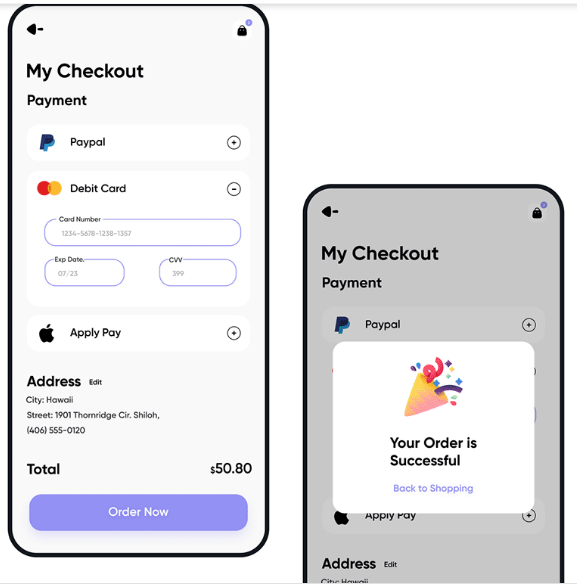 My Checkout
Payment
Paypal
Debit Card
Card Number
1234-5678-1238-1357
Exp Date.
CVV
07/23
399
Apply Pay
Address Edit
City: Hawaii
Street: 1901 Thornridge Cir. Shiloh,
(406) 555-0120
Total $50.80
Order Now
My Checkout
Payment
Paypal
Your Order is
Successful
Back to Shopping
Apply Pay
Address Edit
City: Hawaii